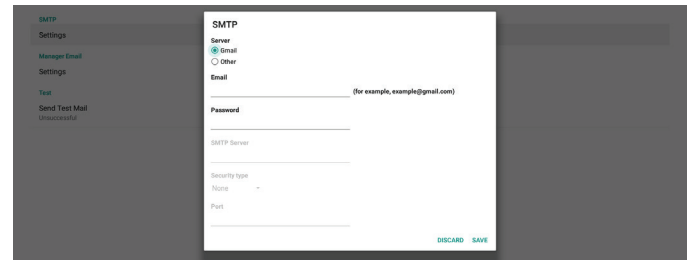 SMTP
Settings
Manager Email
Settings
Test
Send Test Mail
Unsuccessful
SMTP
Server
Gmail
Other
Email
(for example, example@gmail.com)
Password
SMTP Server
Security type
None
Port
DISCARD SAVE